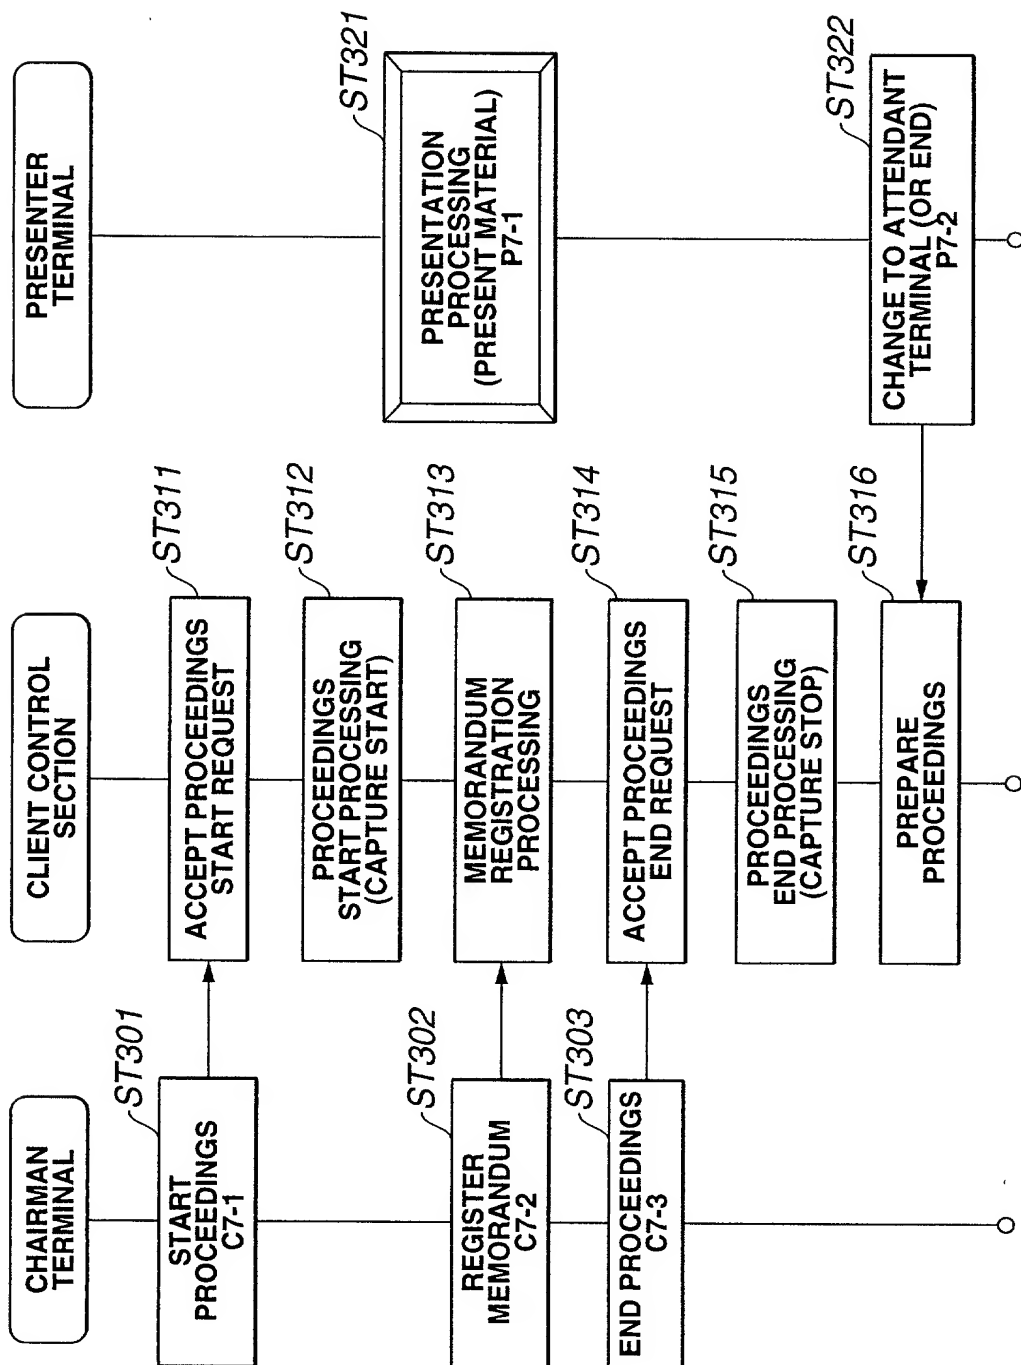 CHAIRMAN
TERMINAL
ST301
START
PROCEEDINGS
C7-1
ST302
REGISTER
MEMORANDUM
C7-2
ST303
END PROCEEDINGS
C7-3
CLIENT CONTROL
SECTION
ST311
ACCEPT PROCEEDINGS
START REQUEST
ST312
PROCEEDINGS
START PROCESSING
(CAPTURE START)
ST313
MEMORANDUM
REGISTRATION
PROCESSING
ST314
ACCEPT PROCEEDINGS
END REQUEST
ST315
PROCEEDINGS
END PROCESSING
(CAPTURE STOP)
ST316
PREPARE
PROCEEDINGS
PRESENTER
TERMINAL
ST321
PRESENTATION
PROCESSING
(PRESENT MATERIAL)
P7-1
ST322
CHANGE TO ATTENDANT
TERMINAL (OR END)
P7-2